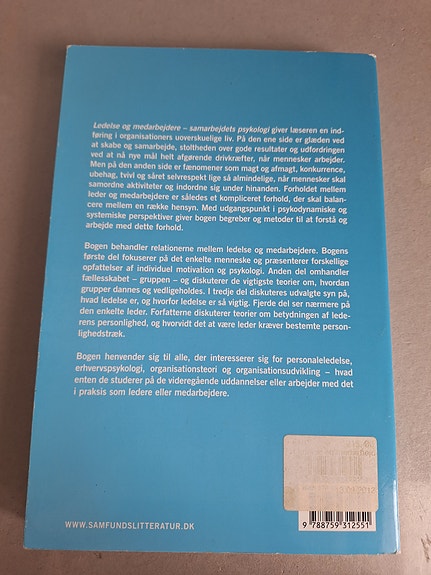 Ledelse og medarbejdere – samarbejdets psykologi giver læseren en ind-
føring i organisationers uoverskuelige liv. På den ene side er glæden ved
at skabe og samarbejde, stoltheden over gode resultater og udfordringen
ved at nå nye mål helt afgørende drivkræfter, når mennesker arbejder.
Men på den anden side er fænomener som magt og afmagt, konkurrence,
ubehag, tvivl og såret selvrespekt lige så almindelige, når mennesker skal
samordne aktiviteter og indordne sig under hinanden. Forholdet mellem
leder og medarbejdere er således et kompliceret forhold, der skal balan-
cere mellem en række hensyn. Med udgangspunkt i psykodynamiske og
systemiske perspektiver giver bogen begreber og metoder til at forstå og
arbejde med dette forhold.
Bogen behandler relationerne mellem ledelse og medarbejdere. Bogens
første del fokuserer på det enkelte menneske og præsenterer forskellige
opfattelser af individuel motivation og psykologi. Anden del omhandler
fællesskabet – gruppen – og diskuterer de vigtigste teorier om, hvordan
grupper dannes og vedligeholdes. I tredje del diskuteres udvalgte syn på,
hvad ledelse er, og hvorfor ledelse er så vigtig. Fjerde del ser nærmere på
den enkelte leder. Forfatterne diskuterer teorier om betydningen af lede-
rens personlighed, og hvorvidt det at være leder kræver bestemte person-
lighedstræk.
Bogen henvender sig til alle, der interesserer sig for personaleledelse,
erhvervspsykologi, organisationsteori og organisationsudvikling – hvad
enten de studerer på de videregående uddannelser eller arbejder med det
i praksis som ledere eller medarbejdere.
WWW.SAMFUNDSLITTERATUR.DK
9 788759 312551